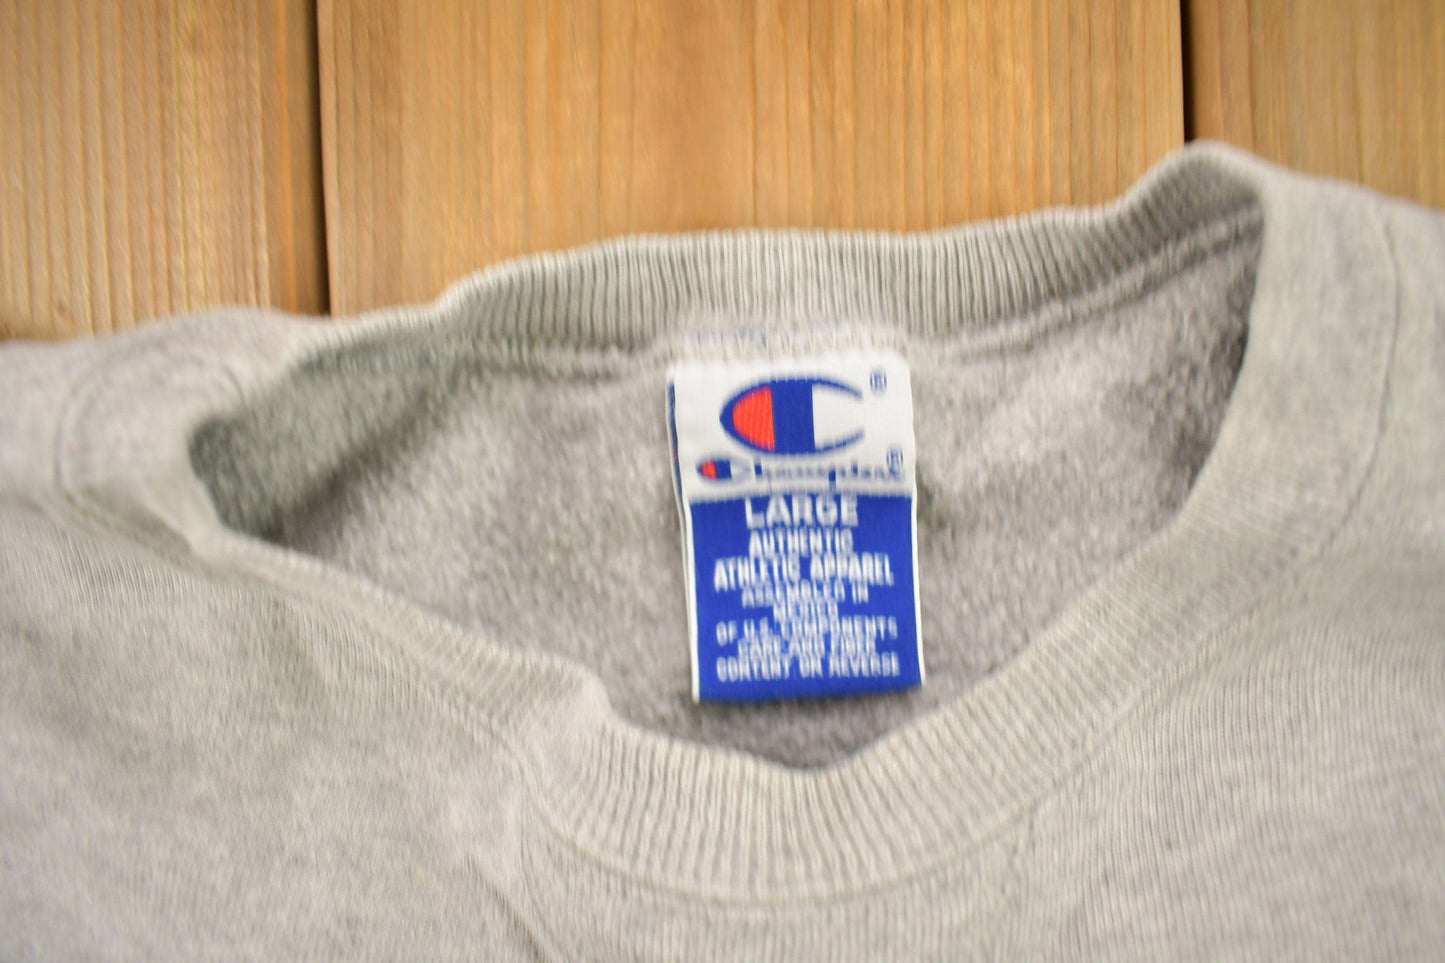 Champion®
LARGE
AUTHENTIC
ATHLETIC APPAREL
ASSEMBLED IN
MEXICO
OF U.S. COMPONENTS
CARE AND FIBER
CONTENT ON REVERSE